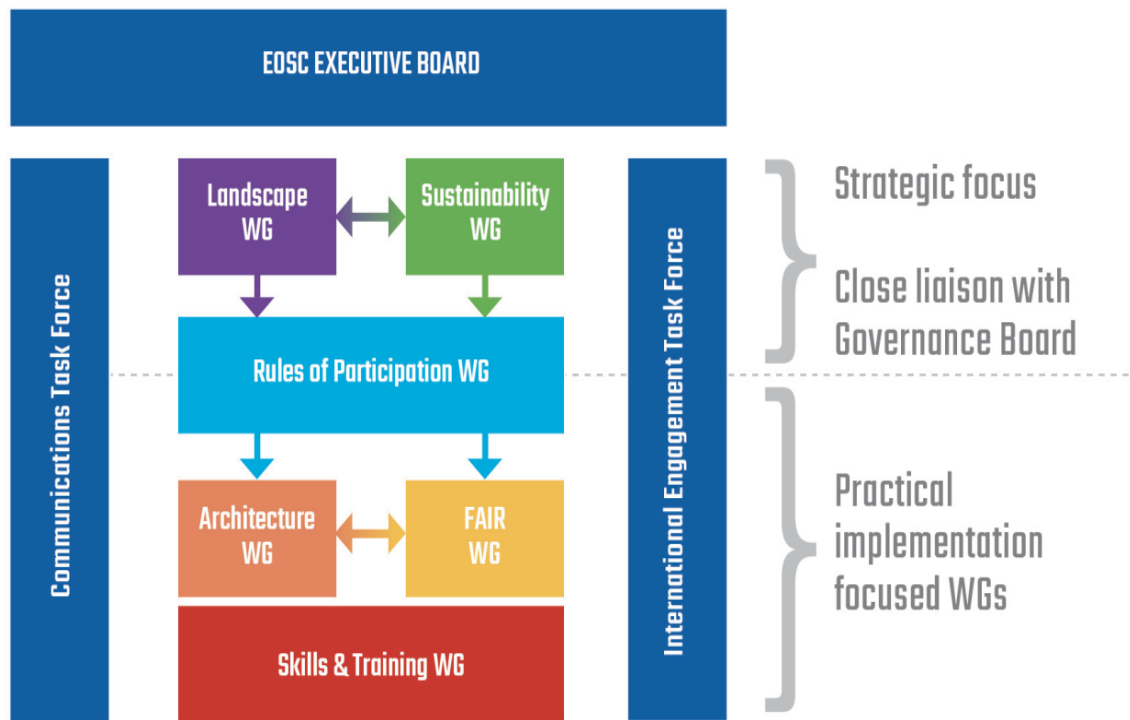 EOSC EXECUTIVE BOARD
Communications Task Force
Landscape
WG
Sustainability
WG
Rules of Participation WG
Architecture
WG
FAIR
WG
Skills & Training WG
International Engagement Task Force
Strategic focus
Close liaison with
Governance Board
Practical
implementation
focused WGs